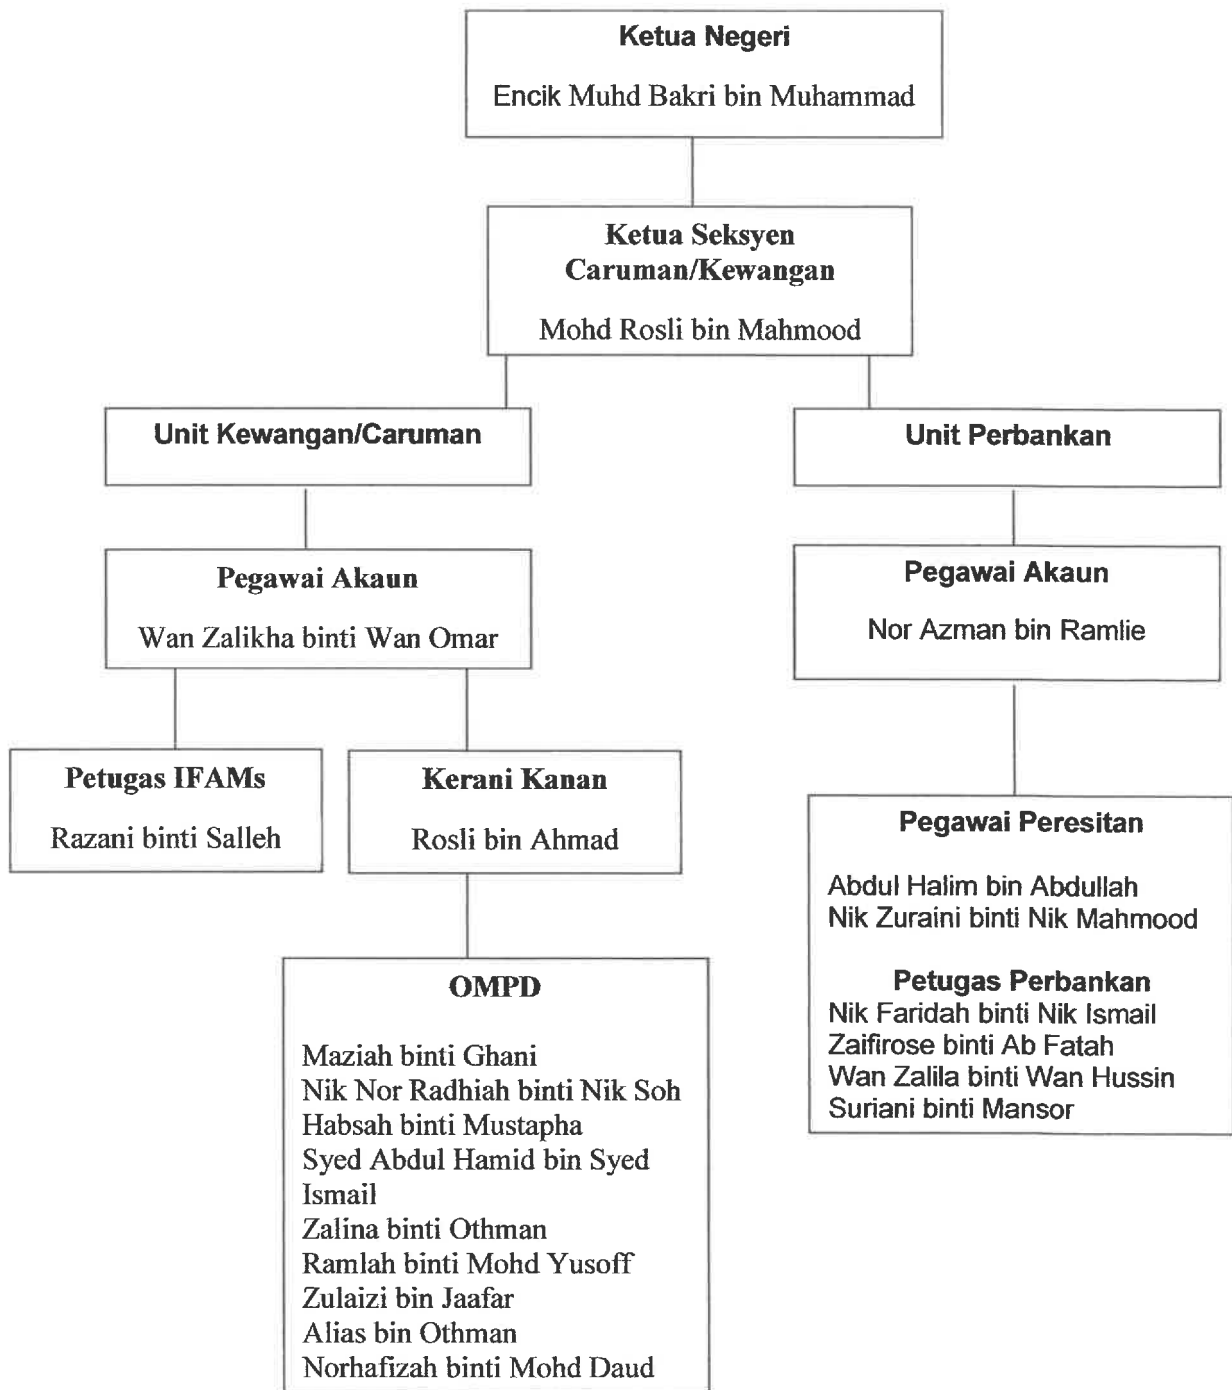 Ketua Negeri
Encik Muhd Bakri bin Muhammad
Ketua Seksyen
Caruman/Kewangan
Mohd Rosli bin Mahmood
Unit Kewangan/Caruman
Unit Perbankan
Pegawai Akaun
Wan Zalikha binti Wan Omar
Pegawai Akaun
Nor Azman bin Ramlie
Petugas IFAMs
Razani binti Salleh
Kerani Kanan
Rosli bin Ahmad
Pegawai Peresitan
Abdul Halim bin Abdullah
Nik Zuraini binti Nik Mahmood
Petugas Perbankan
Nik Faridah binti Nik Ismail
Zaifirose binti Ab Fatah
Wan Zalila binti Wan Hussin
Suriani binti Mansor
OMPD
Maziah binti Ghani
Nik Nor Radhiah binti Nik Soh
Habsah binti Mustapha
Syed Abdul Hamid bin Syed
Ismail
Zalina binti Othman
Ramlah binti Mohd Yusoff
Zulaizi bin Jaafar
Alias bin Othman
Norhafizah binti Mohd Daud